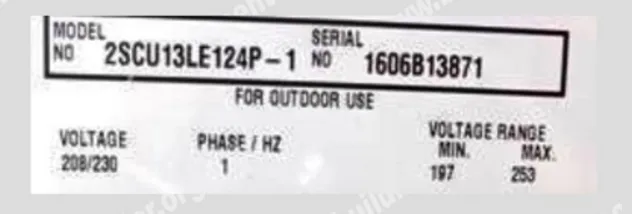 MODEL NO 2SCU13LE124P-1 SERIAL NO 1606B13871
FOR OUTDOOR USE
VOLTAGE PHASE / HZ VOLTAGE RANGE
MIN. MAX.
208/230 1 197 253